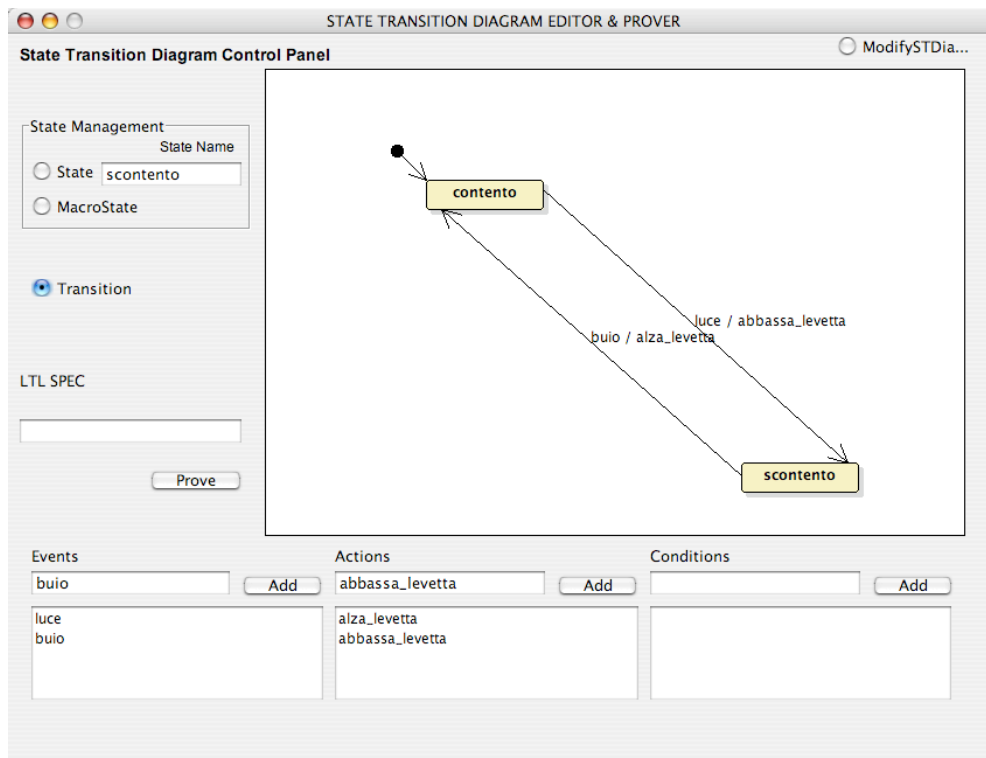 STATE TRANSITION DIAGRAM EDITOR & PROVER
State Transition Diagram Control Panel
ModifySTDia...
State Management
State Name
State scontento
MacroState
Transition
LTL SPEC
Prove
contento
luce / abbassa_levetta
buio / alza_levetta
scontento
Events
buio
Add
luce
buio
Actions
abbassa_levetta
Add
alza_levetta
abbassa_levetta
Conditions
Add